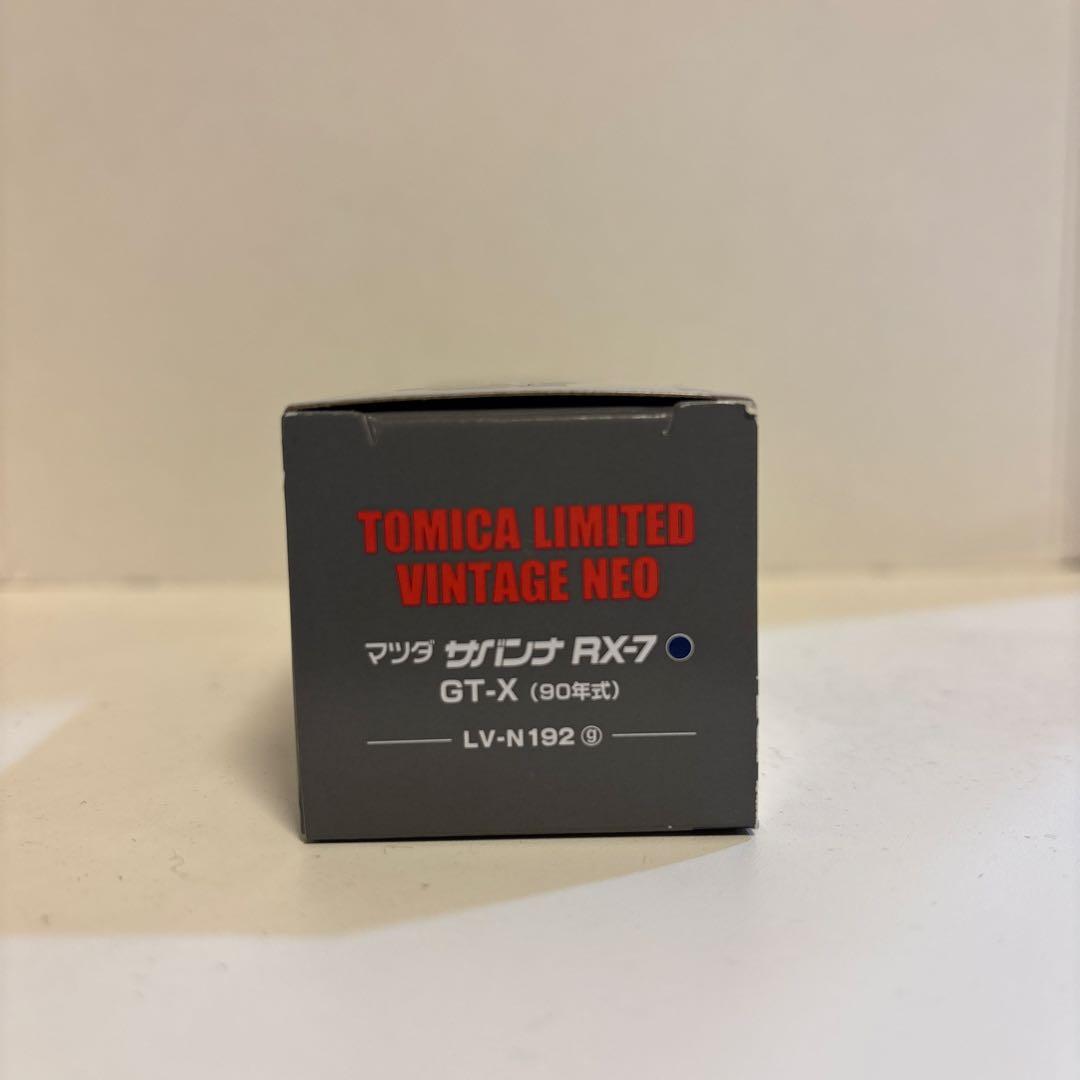 TOMICA LIMITED
VINTAGE NEO
マツダ サバンナ RX-7
GT-X (90年式)
LV-N192 ⓖ